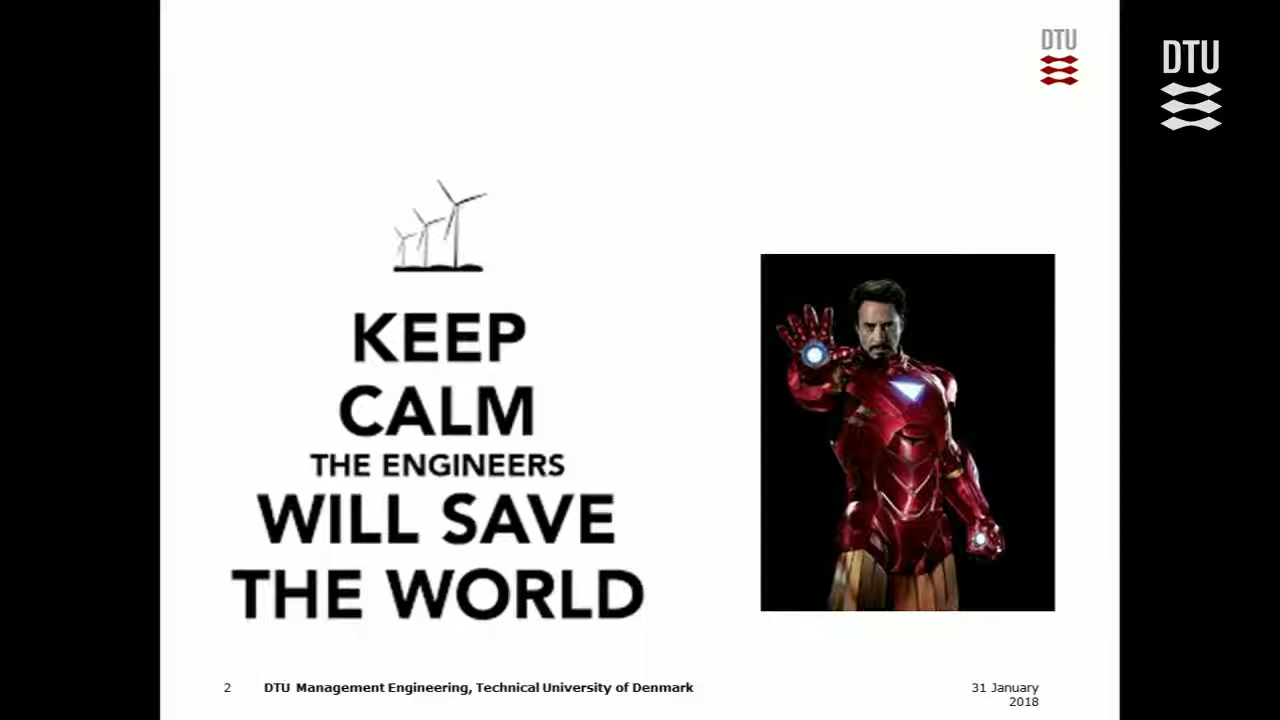 DTU
DTU
KEEP
CALM
THE ENGINEERS
WILL SAVE
THE WORLD
2 DTU Management Engineering, Technical University of Denmark
31 January
2018